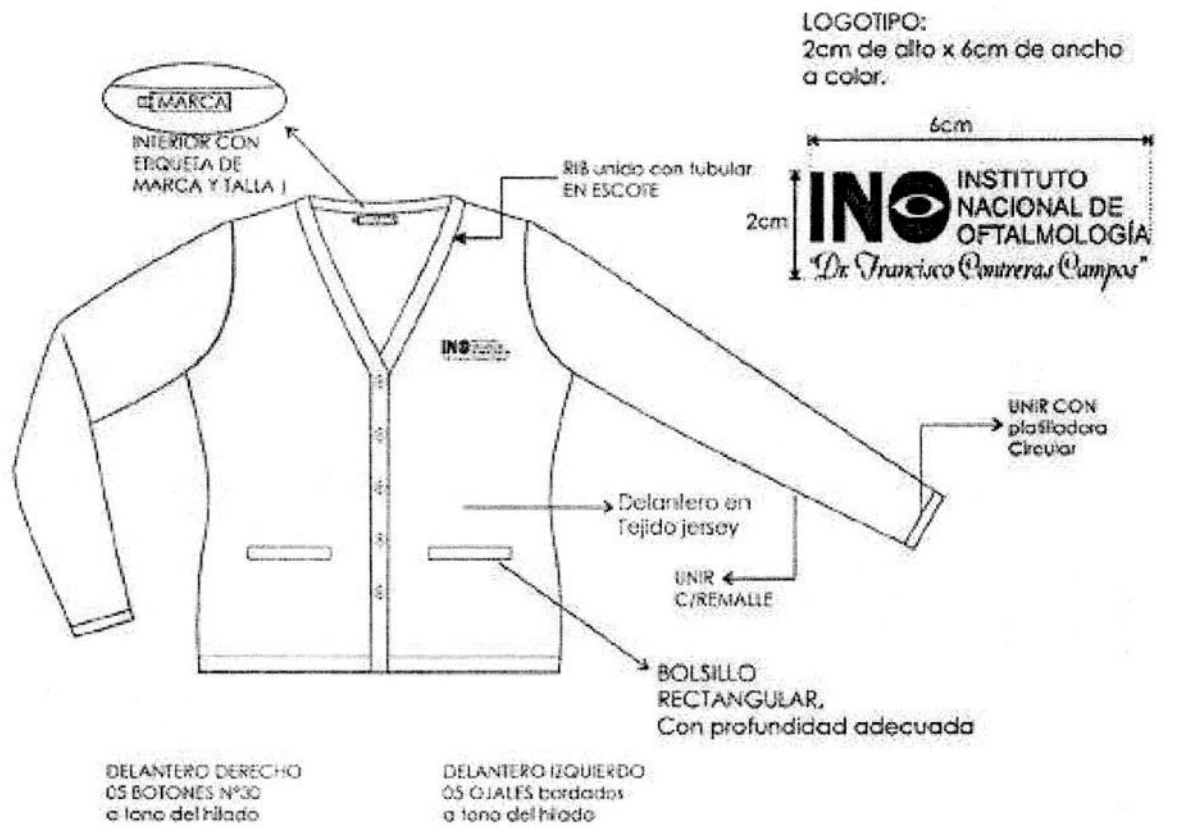 LOGOTIPO:
2cm de alto x 6cm de ancho
a color.
6cm
2cm
INO
INSTITUTO
NACIONAL DE
OFTALMOLOGÍA
"Dr. Francisco Contreras Campos"
MARCA
INTERIOR CON
ETIQUETA DE
MARCA Y TALLA
RIB unido con tubular
EN ESCOTE
INO
UNIR CON
platilladora
Circular
Delantero en
Tejido jersey
UNIR
C/REMALLE
BOLSILLO
RECTANGULAR,
Con profundidad adecuada
DELANTERO DERECHO
05 BOTONES N°30
a tono del hilado
DELANTERO IZQUIERDO
05 OJALES bordados
a tono del hilado